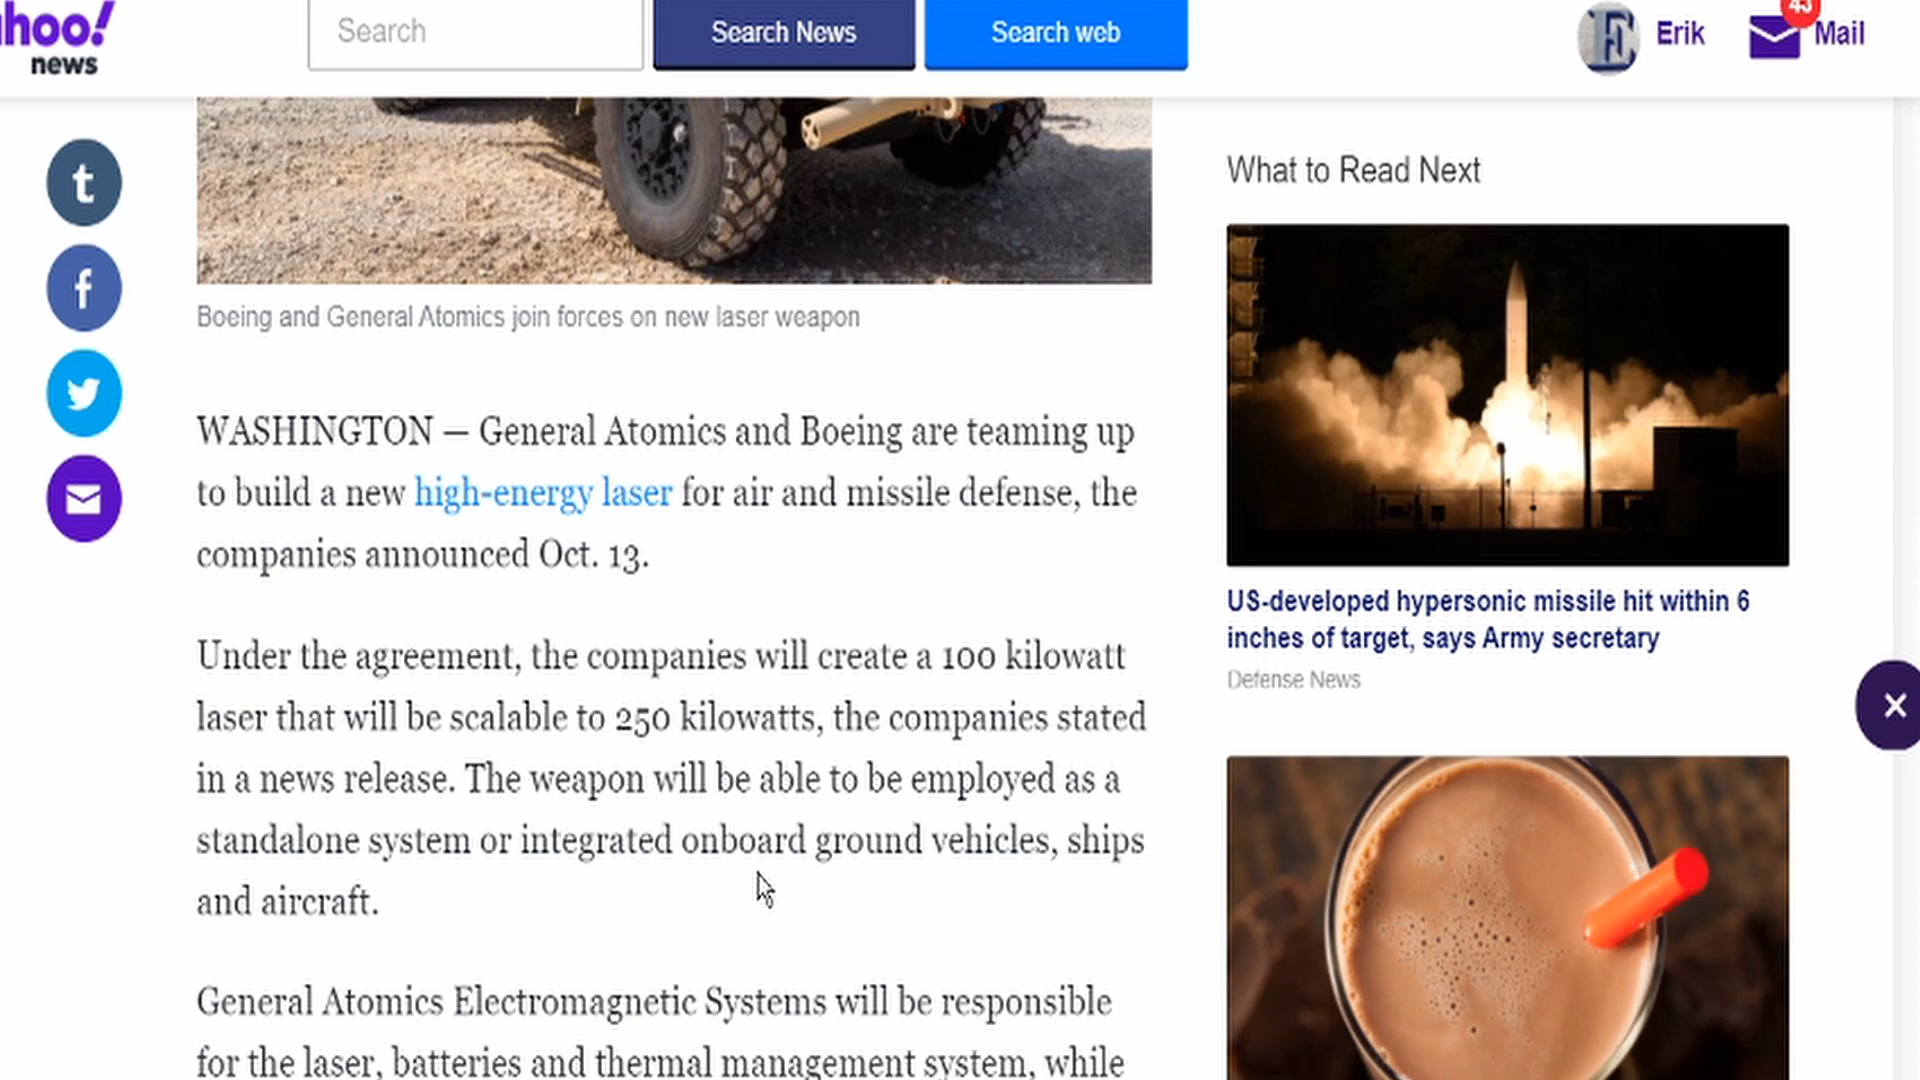 hoo!
news
Search
Search News
Search web
Erik
43
Mail
t
f
Boeing and General Atomics join forces on new laser weapon
WASHINGTON — General Atomics and Boeing are teaming up
to build a new high-energy laser for air and missile defense, the
companies announced Oct. 13.
Under the agreement, the companies will create a 100 kilowatt
laser that will be scalable to 250 kilowatts, the companies stated
in a news release. The weapon will be able to be employed as a
standalone system or integrated onboard ground vehicles, ships
and aircraft.
General Atomics Electromagnetic Systems will be responsible
for the laser, batteries and thermal management system, while
What to Read Next
US-developed hypersonic missile hit within 6
inches of target, says Army secretary
Defense News